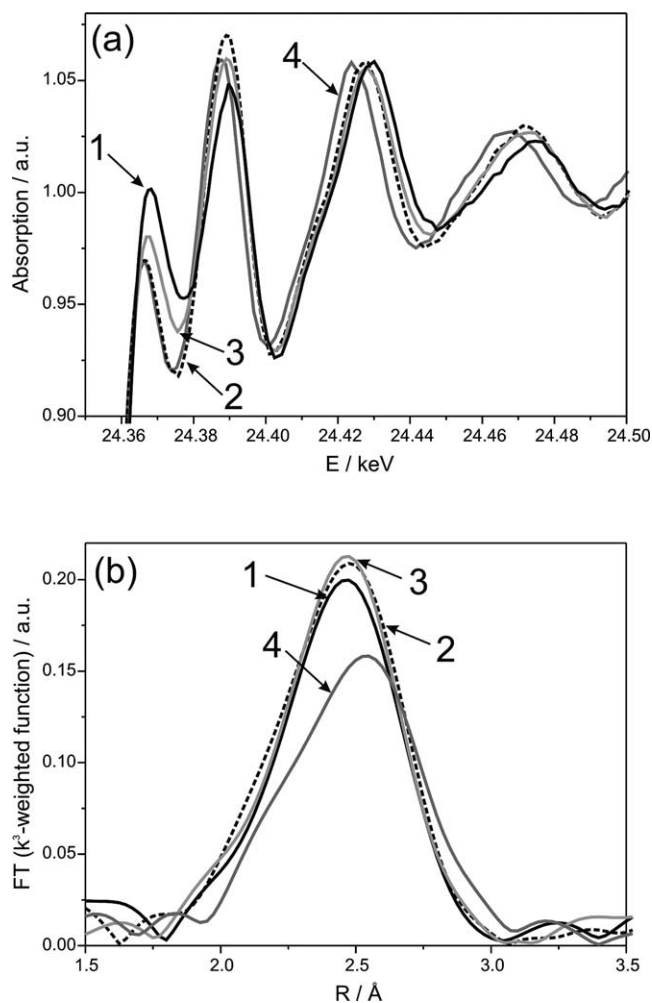 (a)
4
1.05
1
1.00
Absorption / a.u.
0.95
3
2
0.90
24.36 24.38 24.40 24.42 24.44 24.46 24.48 24.50
E / keV
(b)
0.20
1
3
4
2
0.15
0.10
0.05
0.00
FT (k³-weighted function) / a.u.
1.5 2.0 2.5 3.0 3.5
R / Å